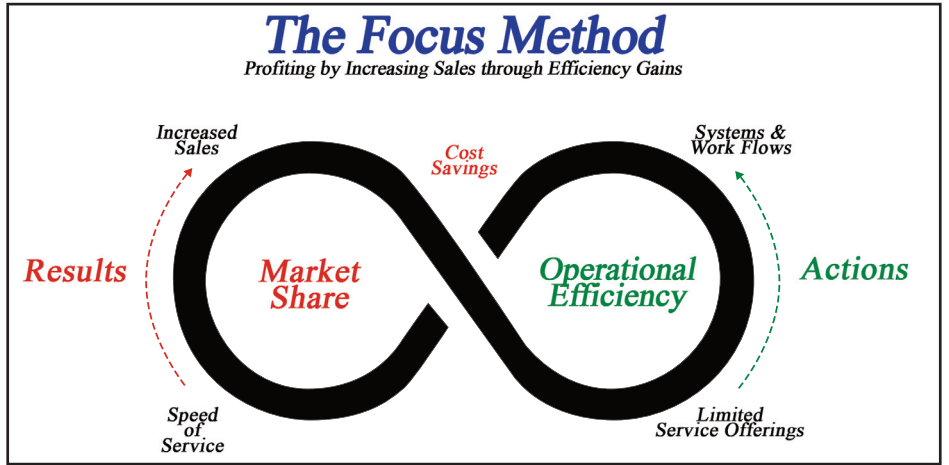 The Focus Method
Profiting by Increasing Sales through Efficiency Gains
Increased
Sales
Cost
Savings
Systems &
Work Flows
Results
Market
Share
Operational
Efficiency
Actions
Speed
of
Service
Limited
Service Offerings